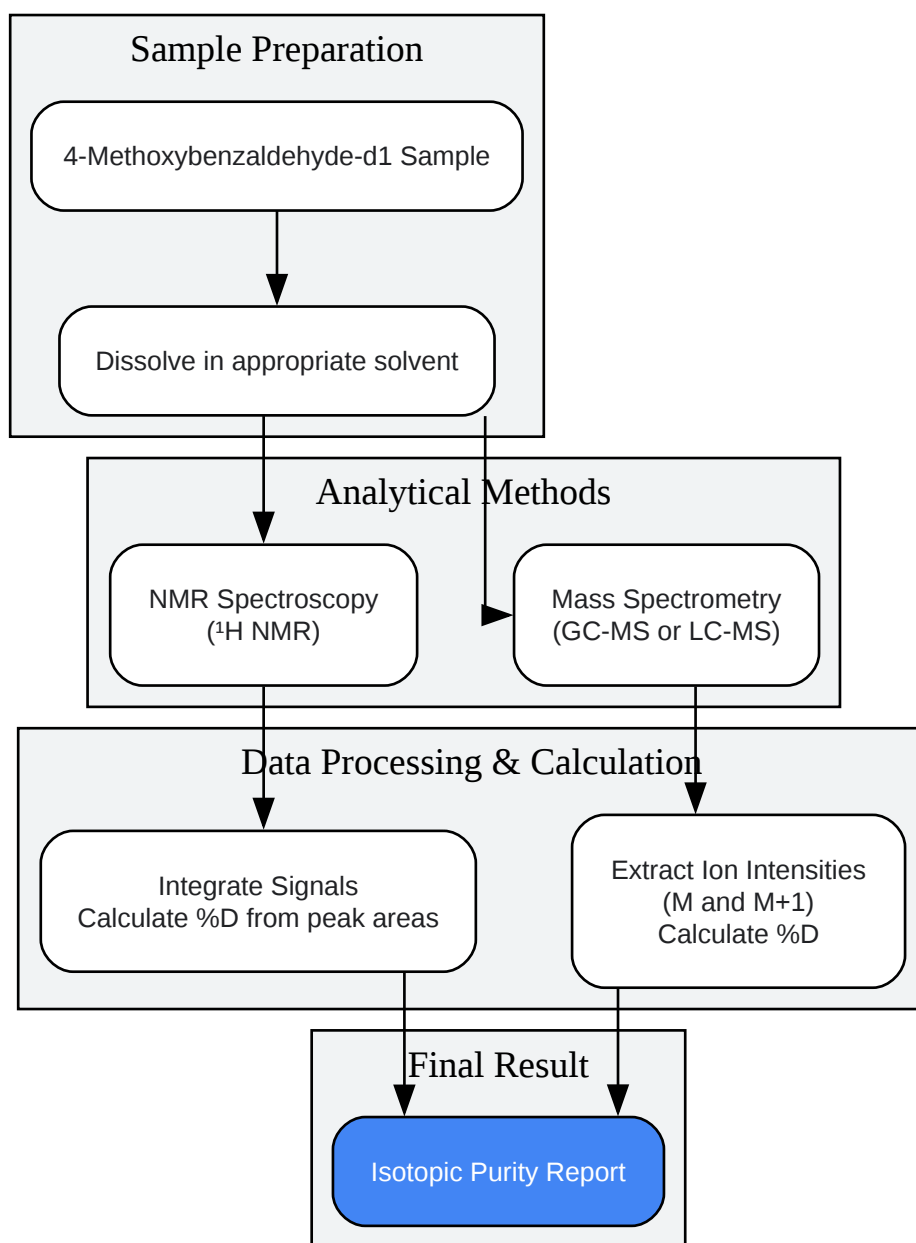 Sample Preparation
4-Methoxybenzaldehyde-d1 Sample
Dissolve in appropriate solvent
Analytical Methods
NMR Spectroscopy
(¹H NMR)
Mass Spectrometry
(GC-MS or LC-MS)
Data Processing & Calculation
Integrate Signals
Calculate %D from peak areas
Extract Ion Intensities
(M and M+1)
Calculate %D
Final Result
Isotopic Purity Report